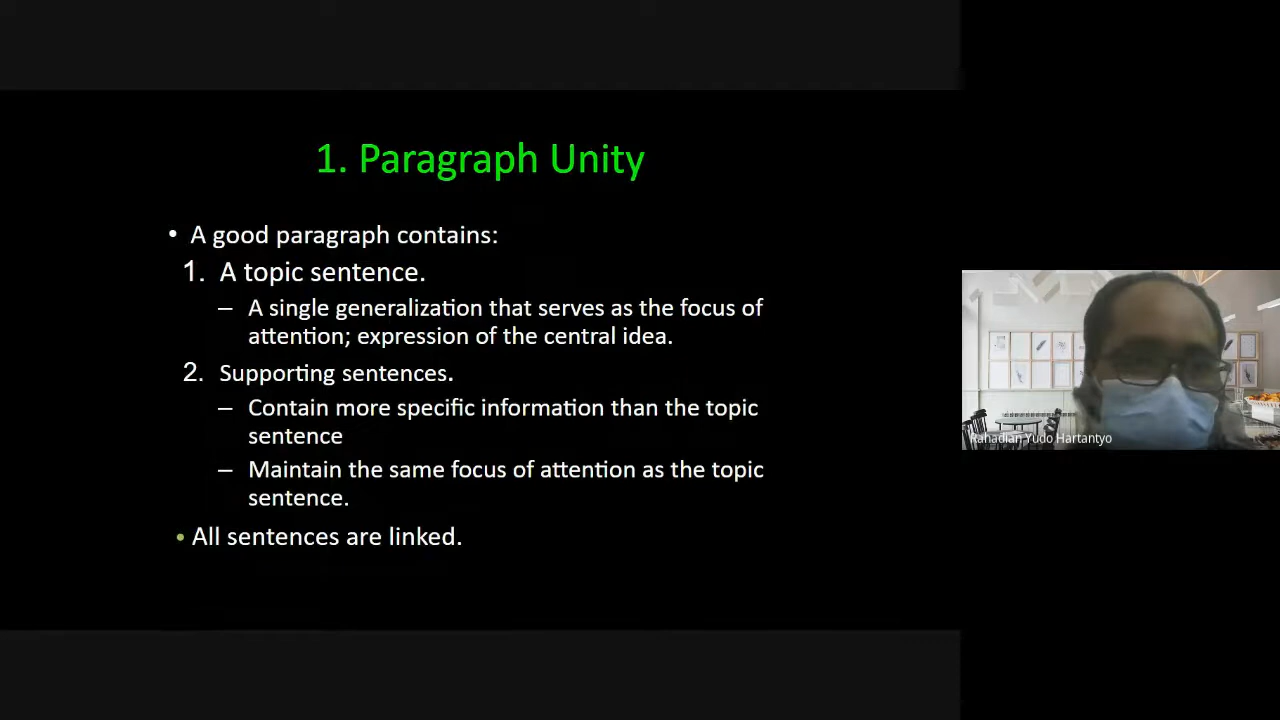 1. Paragraph Unity
• A good paragraph contains:
1. A topic sentence.
– A single generalization that serves as the focus of
attention; expression of the central idea.
2. Supporting sentences.
– Contain more specific information than the topic
sentence
– Maintain the same focus of attention as the topic
sentence.
• All sentences are linked.
Rahadian Yudo Hartantyo